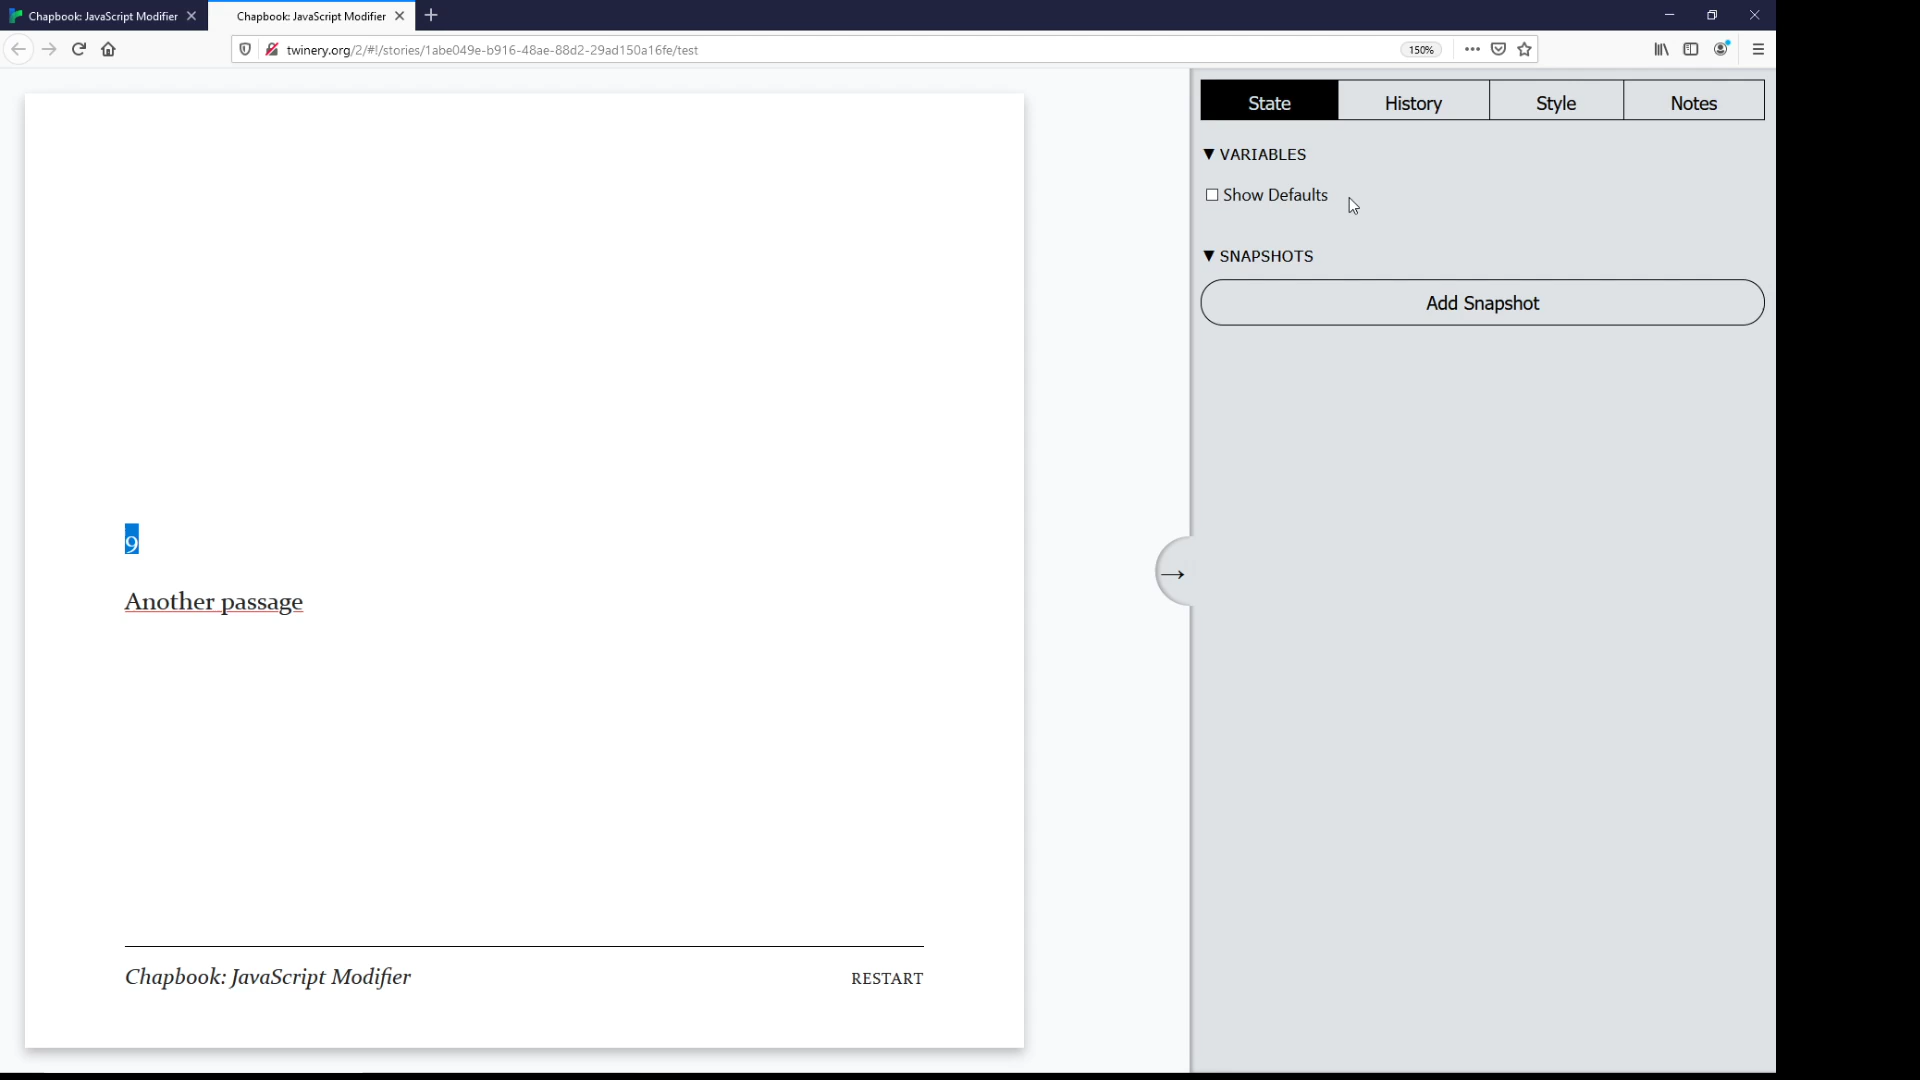 Chapbook: JavaScript Modifier
Chapbook: JavaScript Modifier
twinery.org/2/#!/stories/1abe049e-b916-48ae-88d2-29ad150a16fe/test
150%
State
History
Style
Notes
VARIABLES
Show Defaults
SNAPSHOTS
Add Snapshot
9
Another passage
Chapbook: JavaScript Modifier
RESTART